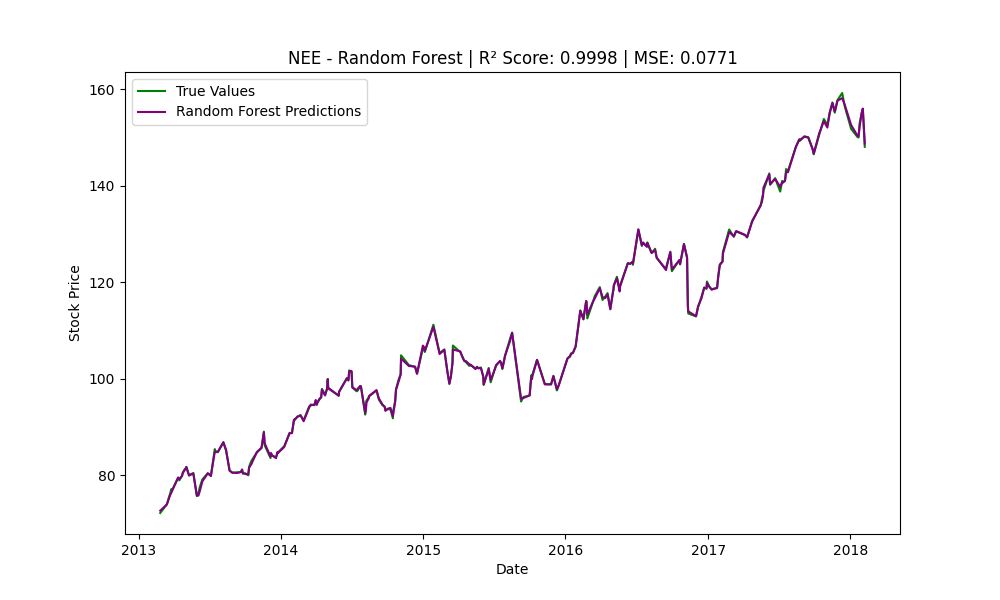 NEE - Random Forest | R² Score: 0.9998 | MSE: 0.0771
True Values
Random Forest Predictions
160
140
120
100
80
Stock Price
2013 2014 2015 2016 2017 2018
Date